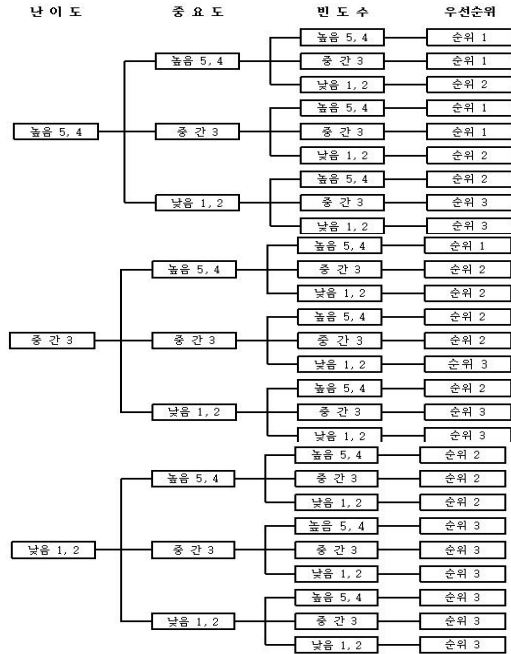 난 이 도 중 요 도 빈 도 수 우선순위
높음 5, 4 순위 1
높음 5, 4 중 간 3 순위 1
낮음 1, 2 순위 2
높음 5, 4 순위 1
높음 5, 4 중 간 3 중 간 3 순위 1
낮음 1, 2 순위 2
높음 5, 4 순위 2
낮음 1, 2 중 간 3 순위 3
낮음 1, 2 순위 3
높음 5, 4 순위 1
높음 5, 4 중 간 3 순위 2
낮음 1, 2 순위 2
높음 5, 4 순위 2
중 간 3 중 간 3 중 간 3 순위 2
낮음 1, 2 순위 3
높음 5, 4 순위 2
낮음 1, 2 중 간 3 순위 3
낮음 1, 2 순위 3
높음 5, 4 순위 2
높음 5, 4 중 간 3 순위 2
낮음 1, 2 순위 2
높음 5, 4 순위 3
낮음 1, 2 중 간 3 중 간 3 순위 3
낮음 1, 2 순위 3
높음 5, 4 순위 3
낮음 1, 2 중 간 3 순위 3
낮음 1, 2 순위 3